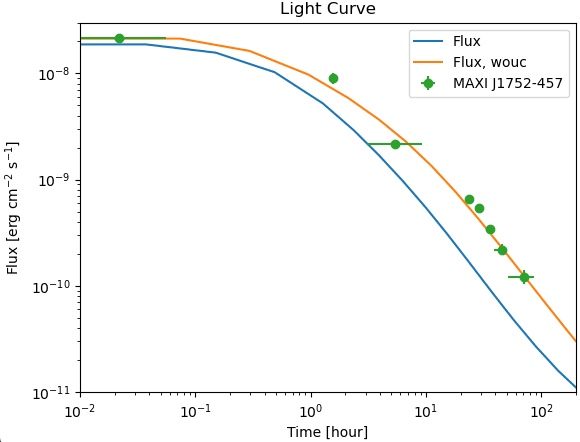 Light Curve
Flux
Flux, wouc
MAXI J1752-457
Flux [erg cm⁻² s⁻¹]
10⁻⁸
10⁻⁹
10⁻¹⁰
10⁻¹¹
10⁻² 10⁻¹ 10⁰ 10¹ 10²
Time [hour]